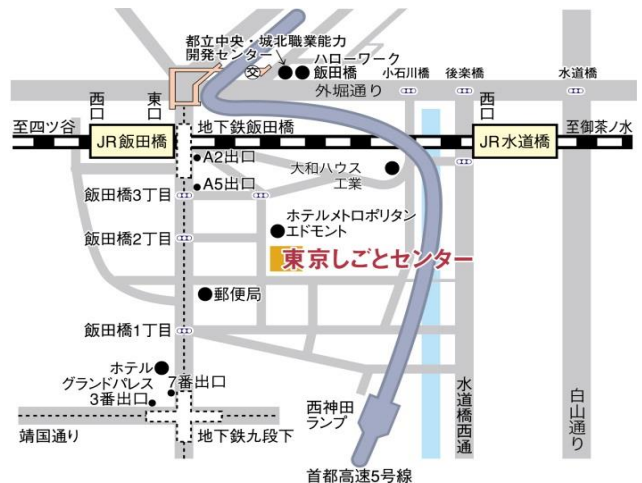 都立中央・城北職業能力
開発センター
ハローワーク
飯田橋
小石川橋
後楽橋
水道橋
外堀通り
西口
東口
西口
至四ツ谷
JR飯田橋
地下鉄飯田橋
JR水道橋
至御茶ノ水
A2出口
大和ハウス
工業
A5出口
飯田橋3丁目
ホテルメトロポリタン
エドモント
飯田橋2丁目
東京しごとセンター
郵便局
飯田橋1丁目
ホテル
グランドパレス
7番出口
3番出口
西神田
ランプ
水道橋西通
白山通り
靖国通り
地下鉄九段下
首都高速5号線